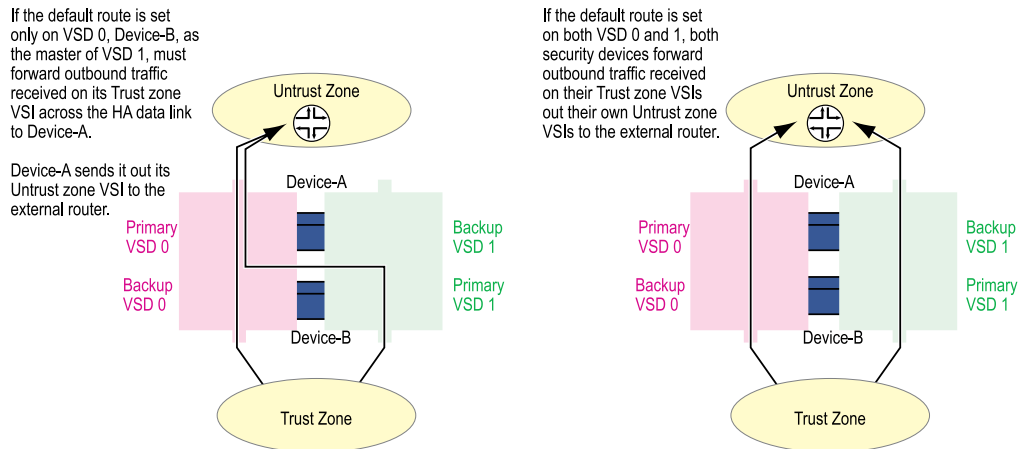 If the default route is set
only on VSD 0, Device-B, as
the master of VSD 1, must
forward outbound traffic
received on its Trust zone
VSI across the HA data link
to Device-A.
Device-A sends it out its
Untrust zone VSI to the
external router.
Untrust Zone
Device-A
Primary
VSD 0
Backup
VSD 1
Backup
VSD 0
Primary
VSD 1
Device-B
Trust Zone
If the default route is set
on both VSD 0 and 1, both
security devices forward
outbound traffic received
on their Trust zone VSIs
out their own Untrust zone
VSIs to the external router.
Untrust Zone
Device-A
Primary
VSD 0
Backup
VSD 1
Backup
VSD 0
Primary
VSD 1
Device-B
Trust Zone